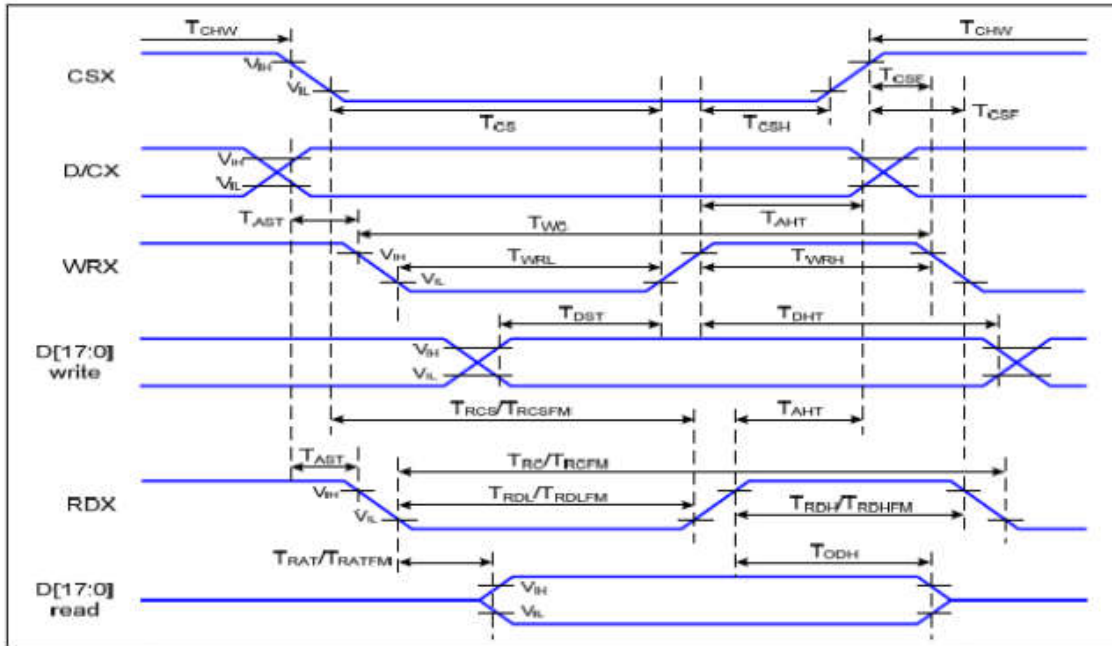 TCHW TCHW
VIH
CSX
TCSF
VIL
TCS TCSH TCSF
VIH
D/CX
VIL
TAST TWC TAHT
VIH
WRX TWRL TWRH
VIL
TDST TDHT
D[17:0] VIH
write VIL
TRCS/TRCSFM TAHT
TAST TRC/TRCFM
VIH
RDX TRDL/TRDLFM TRDH/TRDHFM
VIL
TRAT/TRATFM TODH
D[17:0] VIH
read VIL